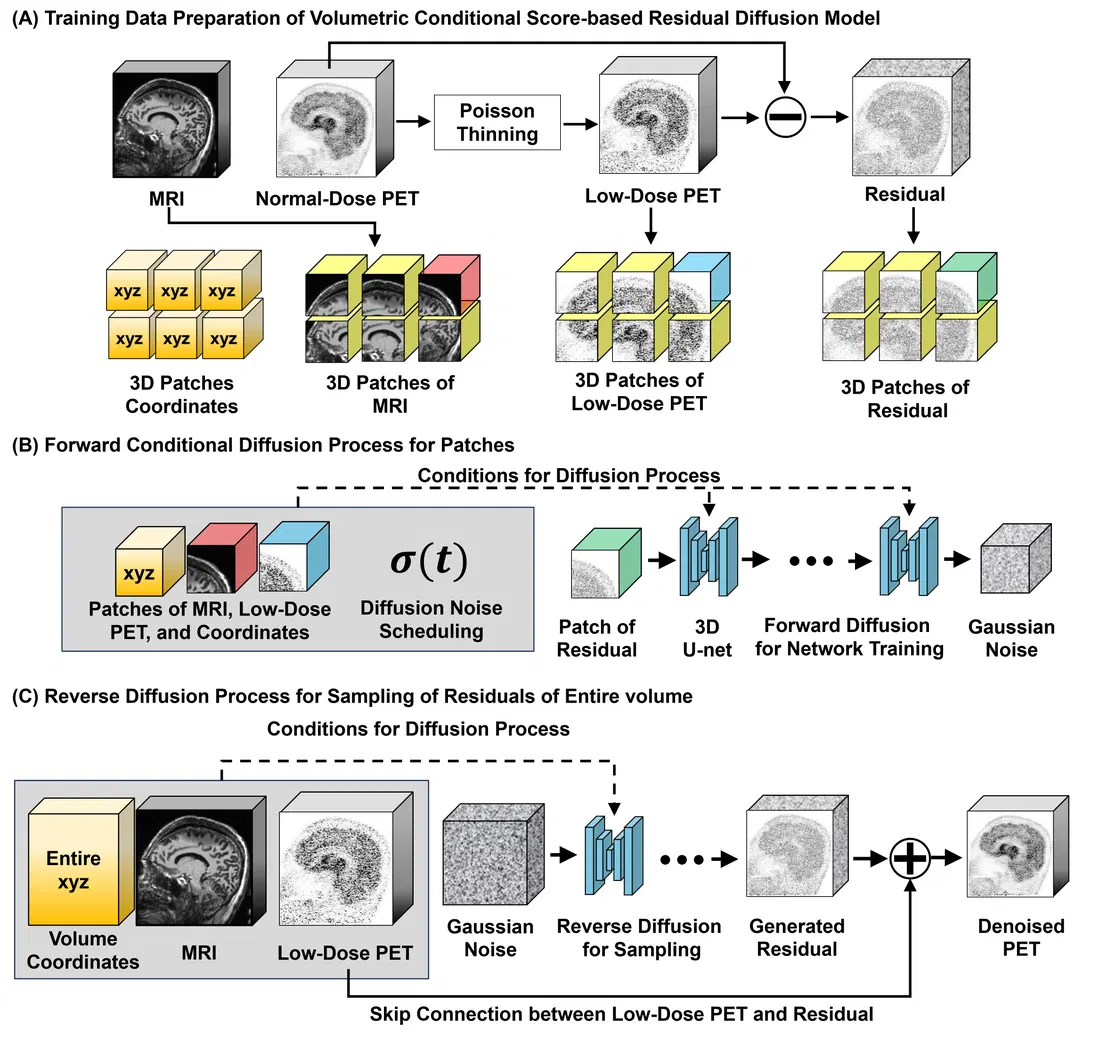 (A) Training Data Preparation of Volumetric Conditional Score-based Residual Diffusion Model
Poisson
Thinning
MRI
Normal-Dose PET
Low-Dose PET
Residual
xyz
xyz
xyz
xyz
xyz
xyz
3D Patches
Coordinates
3D Patches of
MRI
3D Patches of
Low-Dose PET
3D Patches of
Residual
(B) Forward Conditional Diffusion Process for Patches
Conditions for Diffusion Process
xyz
σ(t)
Patches of MRI, Low-Dose
PET, and Coordinates
Diffusion Noise
Scheduling
Patch of
Residual
3D
U-net
Forward Diffusion
for Network Training
Gaussian
Noise
(C) Reverse Diffusion Process for Sampling of Residuals of Entire volume
Conditions for Diffusion Process
Entire
xyz
Volume
Coordinates
MRI
Low-Dose PET
Gaussian
Noise
Reverse Diffusion
for Sampling
Generated
Residual
Denoised
PET
Skip Connection between Low-Dose PET and Residual